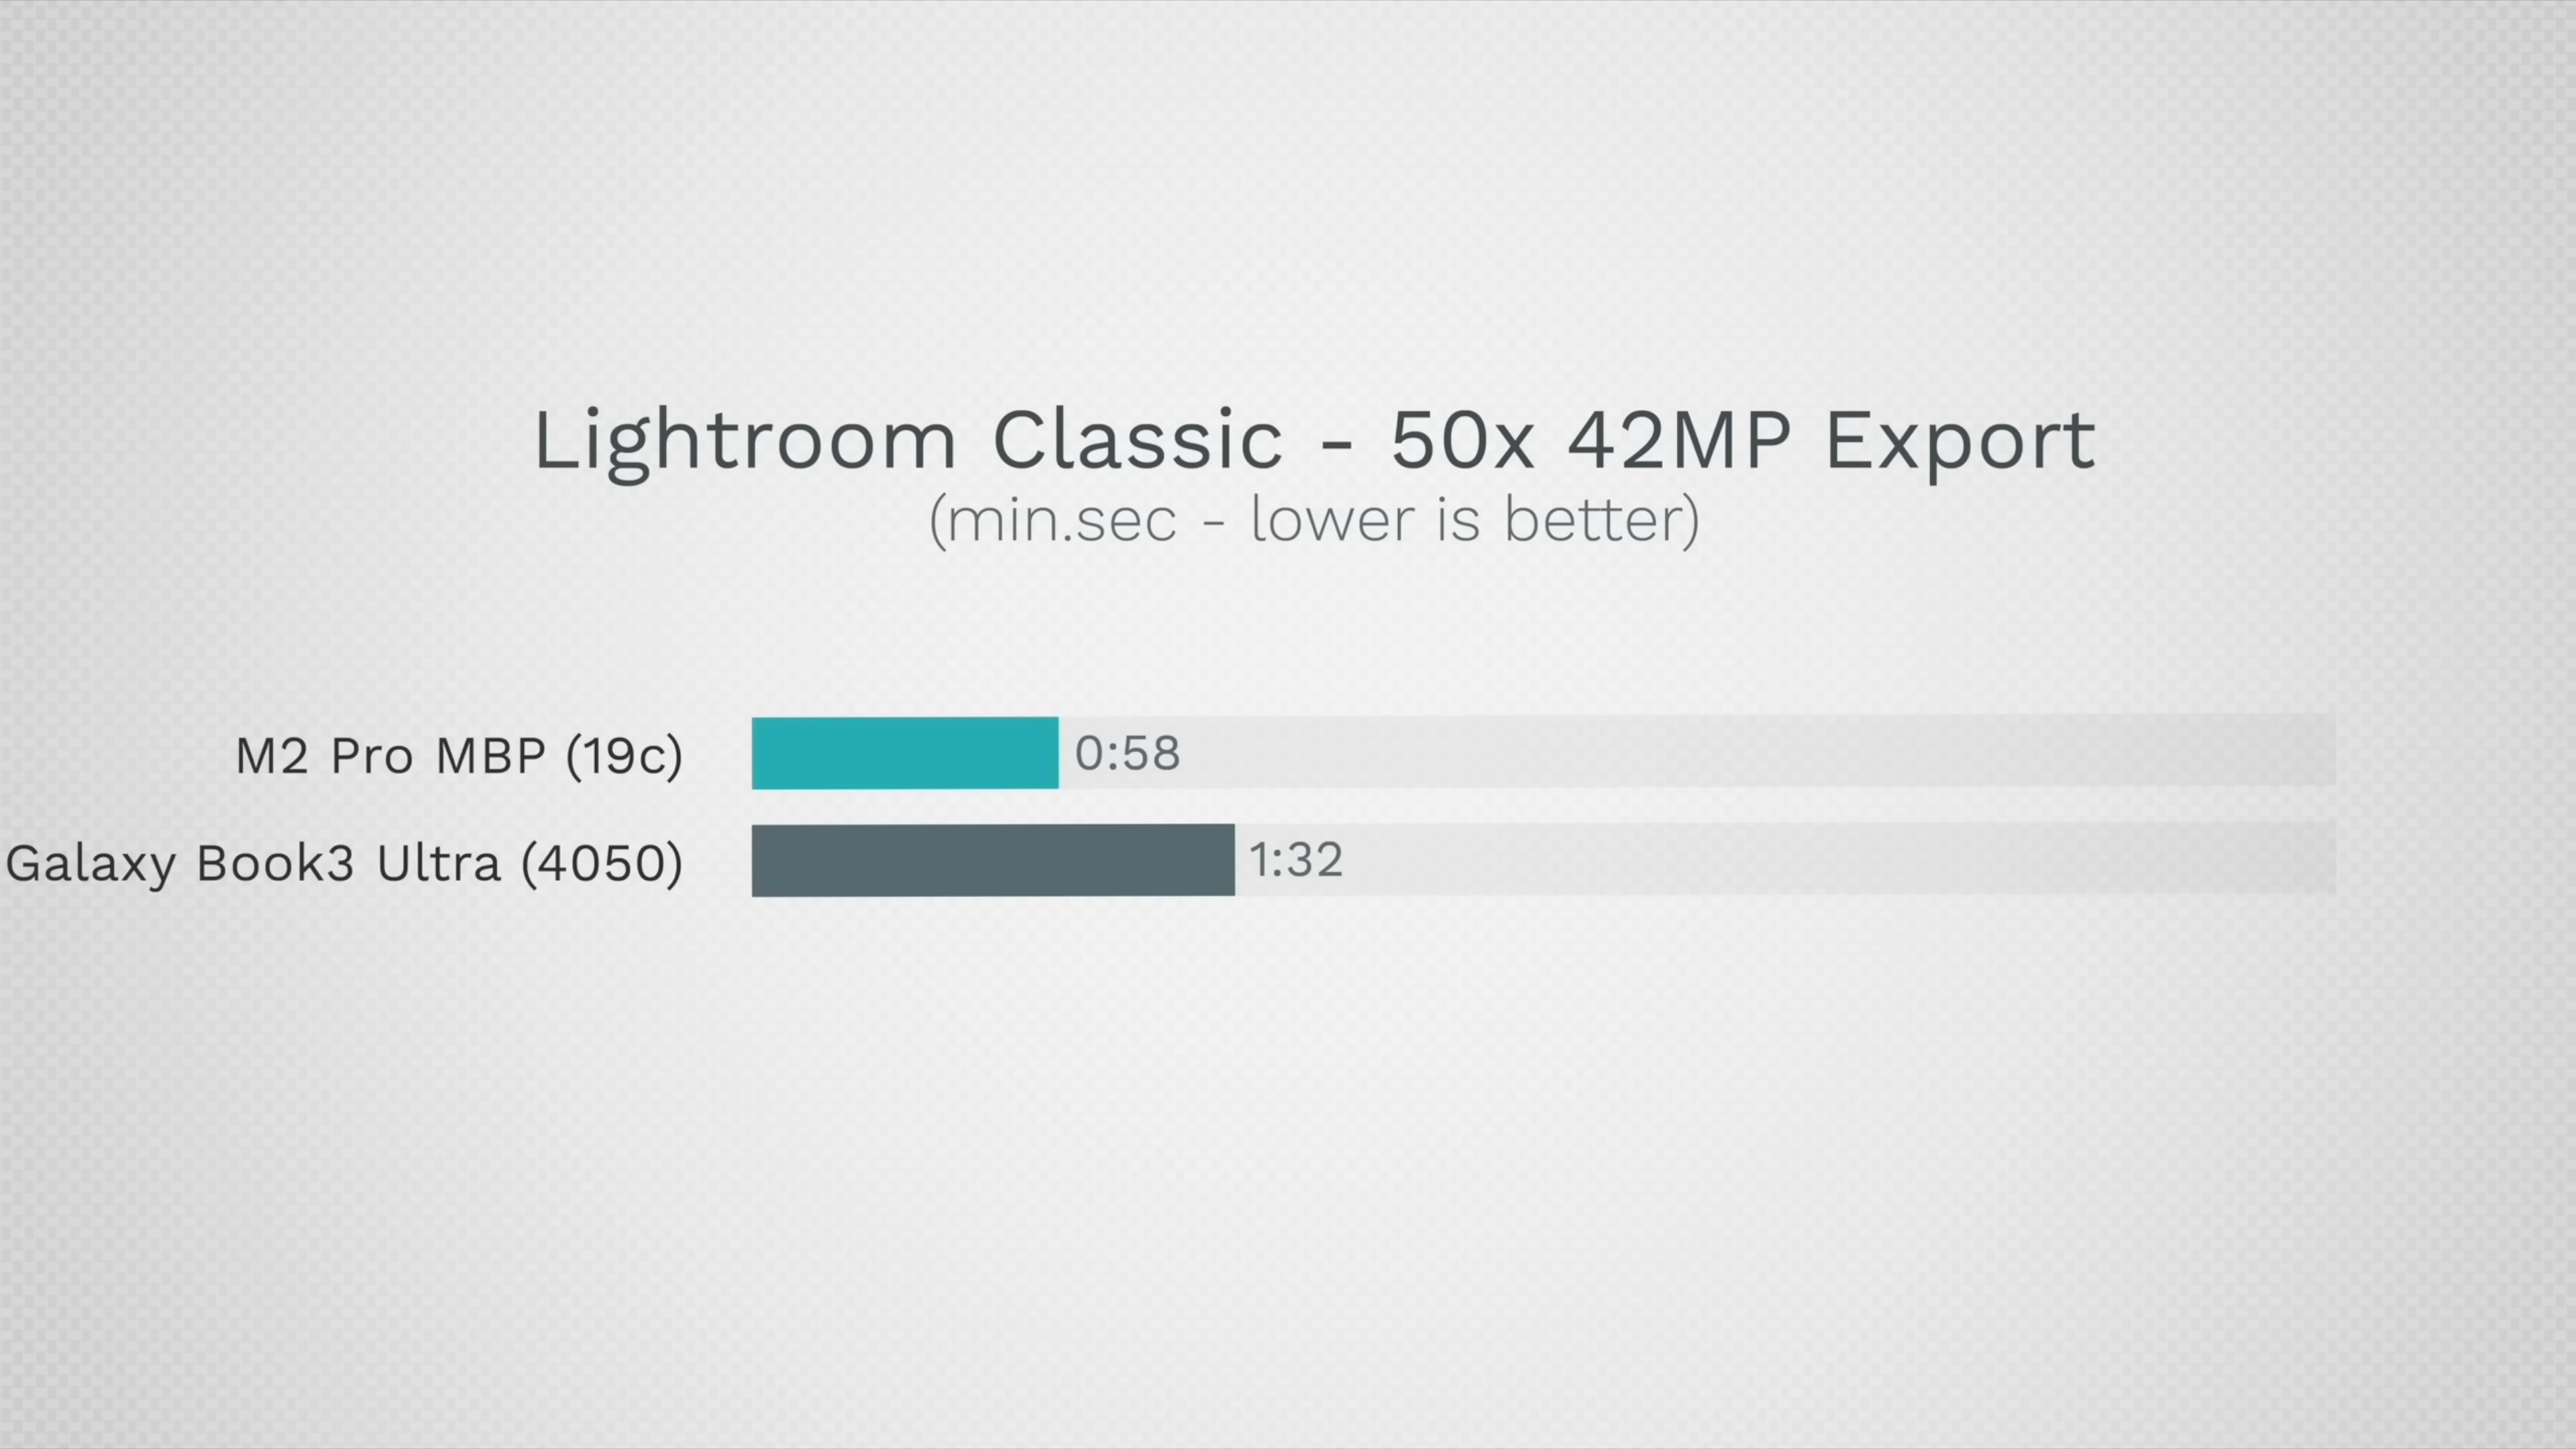 Lightroom Classic - 50x 42MP Export
(min.sec - lower is better)
M2 Pro MBP (19c) 0:58
Galaxy Book3 Ultra (4050) 1:32